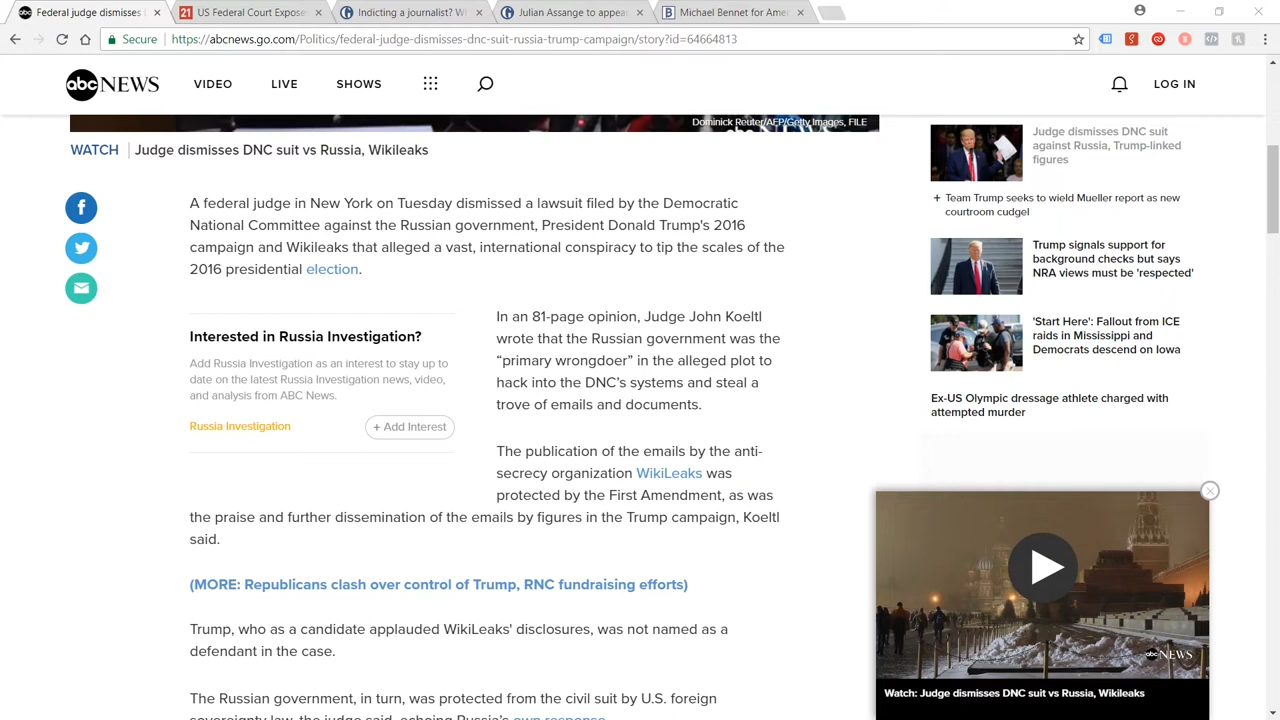 Federal judge dismisses
US Federal Court Expose
Indicting a journalist? Wi
Julian Assange to appear
Michael Bennet for Amer
Secure
https://abcnews.go.com/Politics/federal-judge-dismisses-dnc-suit-russia-trump-campaign/story?id=64664813
abc NEWS
VIDEO
LIVE
SHOWS
LOG IN
Dominick Reuter/AFP/Getty Images, FILE
WATCH
Judge dismisses DNC suit vs Russia, Wikileaks
A federal judge in New York on Tuesday dismissed a lawsuit filed by the Democratic
National Committee against the Russian government, President Donald Trump's 2016
campaign and Wikileaks that alleged a vast, international conspiracy to tip the scales of the
2016 presidential election.
Interested in Russia Investigation?
Add Russia Investigation as an interest to stay up to
date on the latest Russia Investigation news, video,
and analysis from ABC News.
Russia Investigation
+ Add Interest
In an 81-page opinion, Judge John Koeltl
wrote that the Russian government was the
“primary wrongdoer” in the alleged plot to
hack into the DNC’s systems and steal a
trove of emails and documents.
The publication of the emails by the anti-
secrecy organization WikiLeaks was
protected by the First Amendment, as was
the praise and further dissemination of the emails by figures in the Trump campaign, Koeltl
said.
(MORE: Republicans clash over control of Trump, RNC fundraising efforts)
Trump, who as a candidate applauded WikiLeaks' disclosures, was not named as a
defendant in the case.
The Russian government, in turn, was protected from the civil suit by U.S. foreign
sovereignty law, the judge said, echoing Russia’s own response.
Judge dismisses DNC suit
against Russia, Trump-linked
figures
+ Team Trump seeks to wield Mueller report as new
courtroom cudgel
Trump signals support for
background checks but says
NRA views must be 'respected'
'Start Here': Fallout from ICE
raids in Mississippi and
Democrats descend on Iowa
Ex-US Olympic dressage athlete charged with
attempted murder
abc NEWS
Watch: Judge dismisses DNC suit vs Russia, Wikileaks